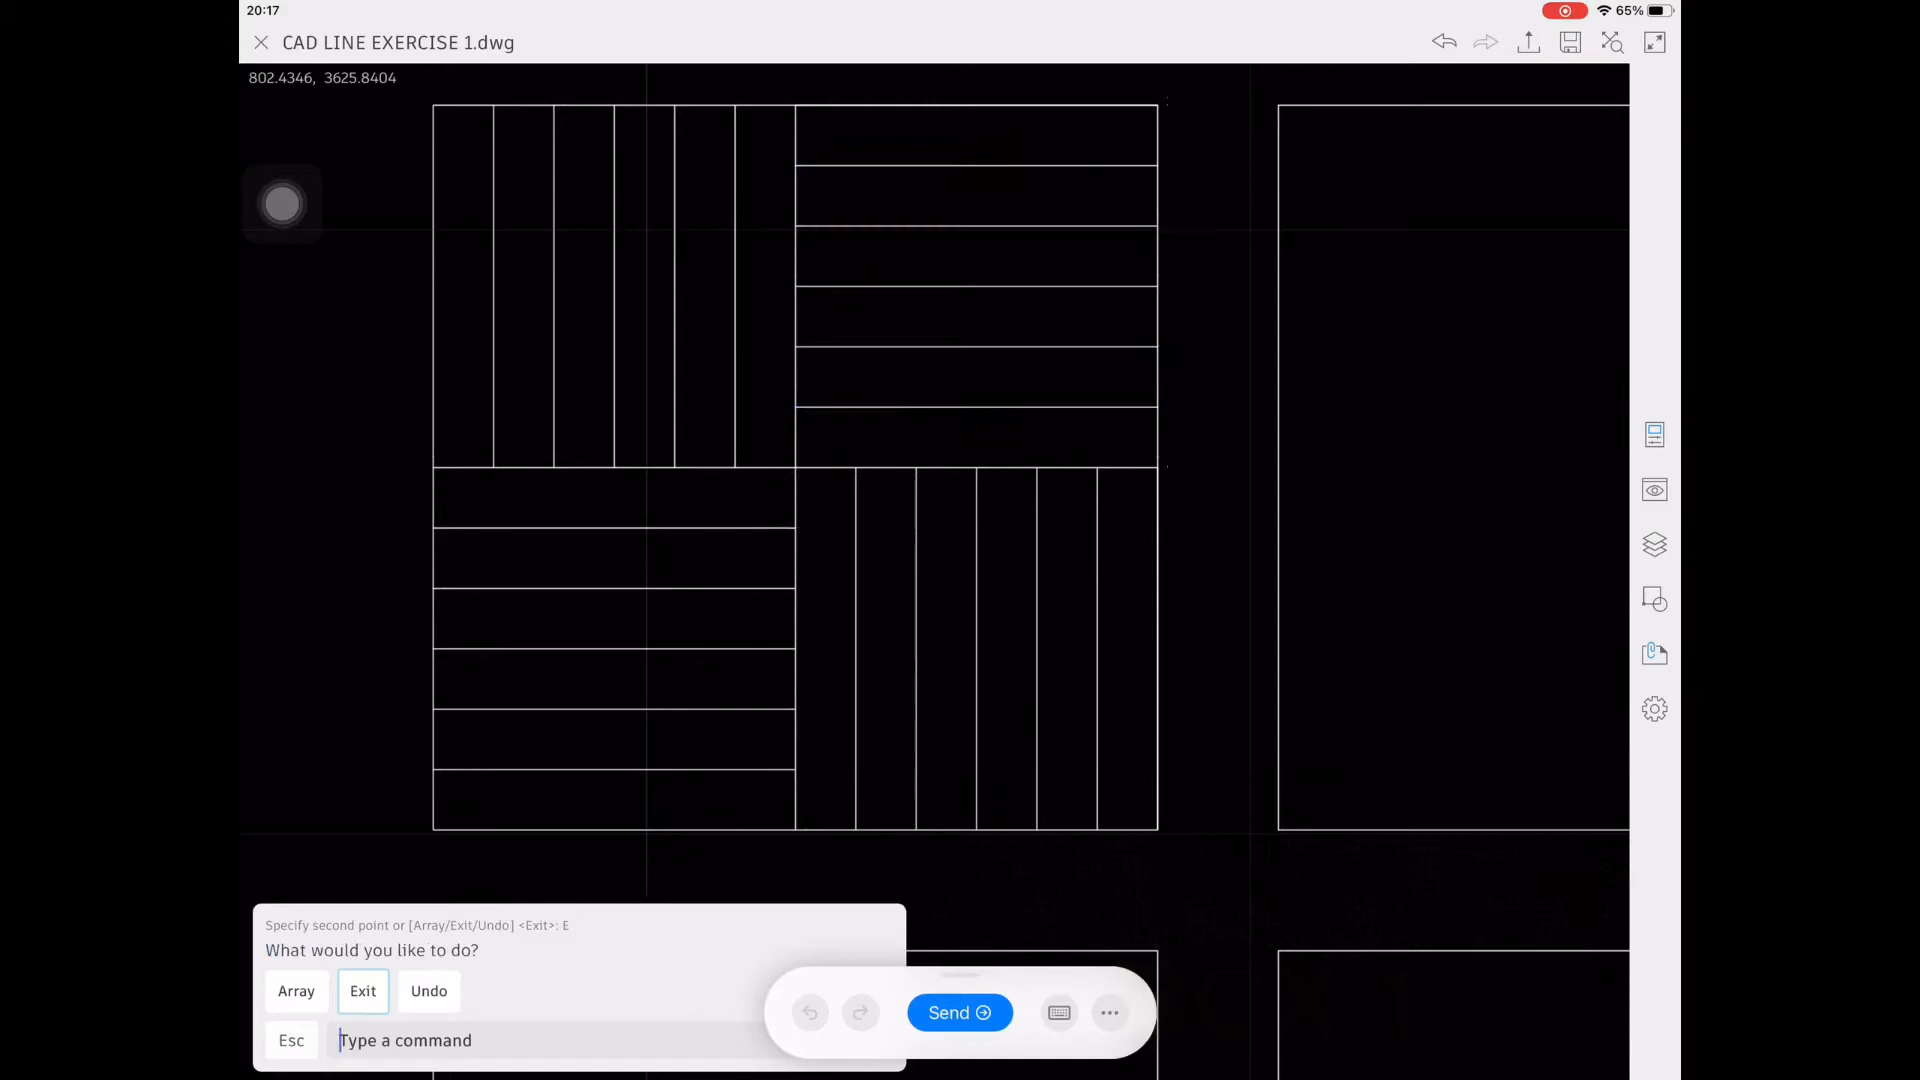 20:17
65%
CAD LINE EXERCISE 1.dwg
802.4346, 3625.8404
Specify second point or [Array/Exit/Undo] <Exit>: E
What would you like to do?
Array Exit Undo
Send
Esc Type a command